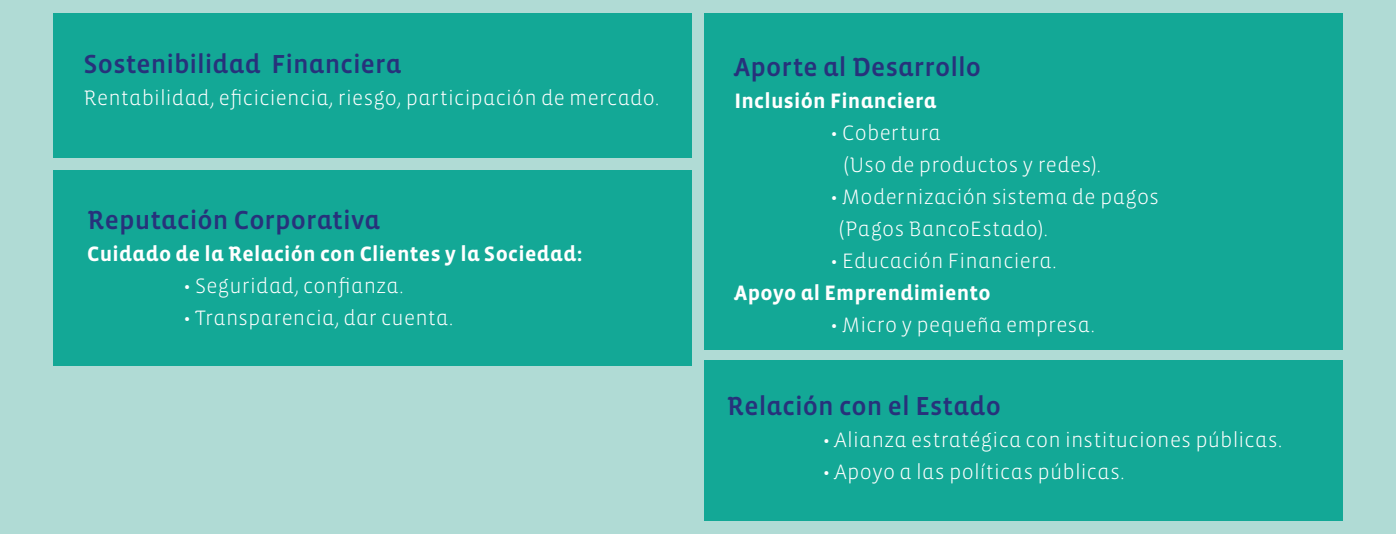 Sostenibilidad Financiera
Rentabilidad, eficiciencia, riesgo, participación de mercado.
Reputación Corporativa
Cuidado de la Relación con Clientes y la Sociedad:
• Seguridad, confianza.
• Transparencia, dar cuenta.
Aporte al Desarrollo
Inclusión Financiera
• Cobertura
(Uso de productos y redes).
• Modernización sistema de pagos
(Pagos BancoEstado).
• Educación Financiera.
Apoyo al Emprendimiento
• Micro y pequeña empresa.
Relación con el Estado
• Alianza estratégica con instituciones públicas.
• Apoyo a las políticas públicas.